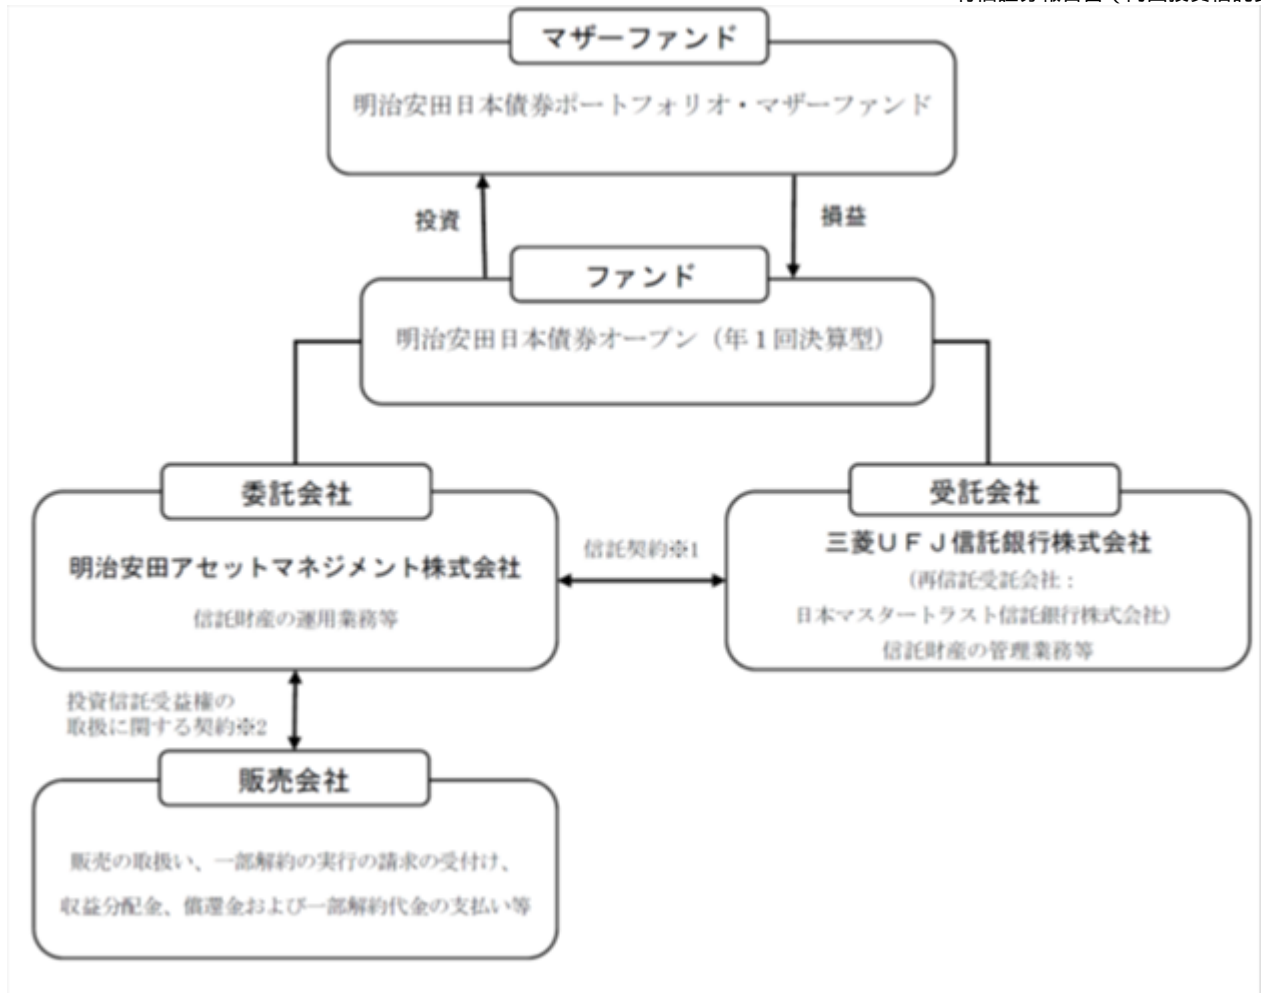 マザーファンド
明治安田日本債券ポートフォリオ・マザーファンド
投資
損益
ファンド
明治安田日本債券オープン（年１回決算型）
委託会社
明治安田アセットマネジメント株式会社
信託財産の運用業務等
信託契約※1
受託会社
三菱ＵＦＪ信託銀行株式会社
（再信託受託会社：
日本マスタートラスト信託銀行株式会社）
信託財産の管理業務等
投資信託受益権の
取扱に関する契約※2
販売会社
販売の取扱い、一部解約の実行の請求の受付け、
収益分配金、償還金および一部解約代金の支払い等